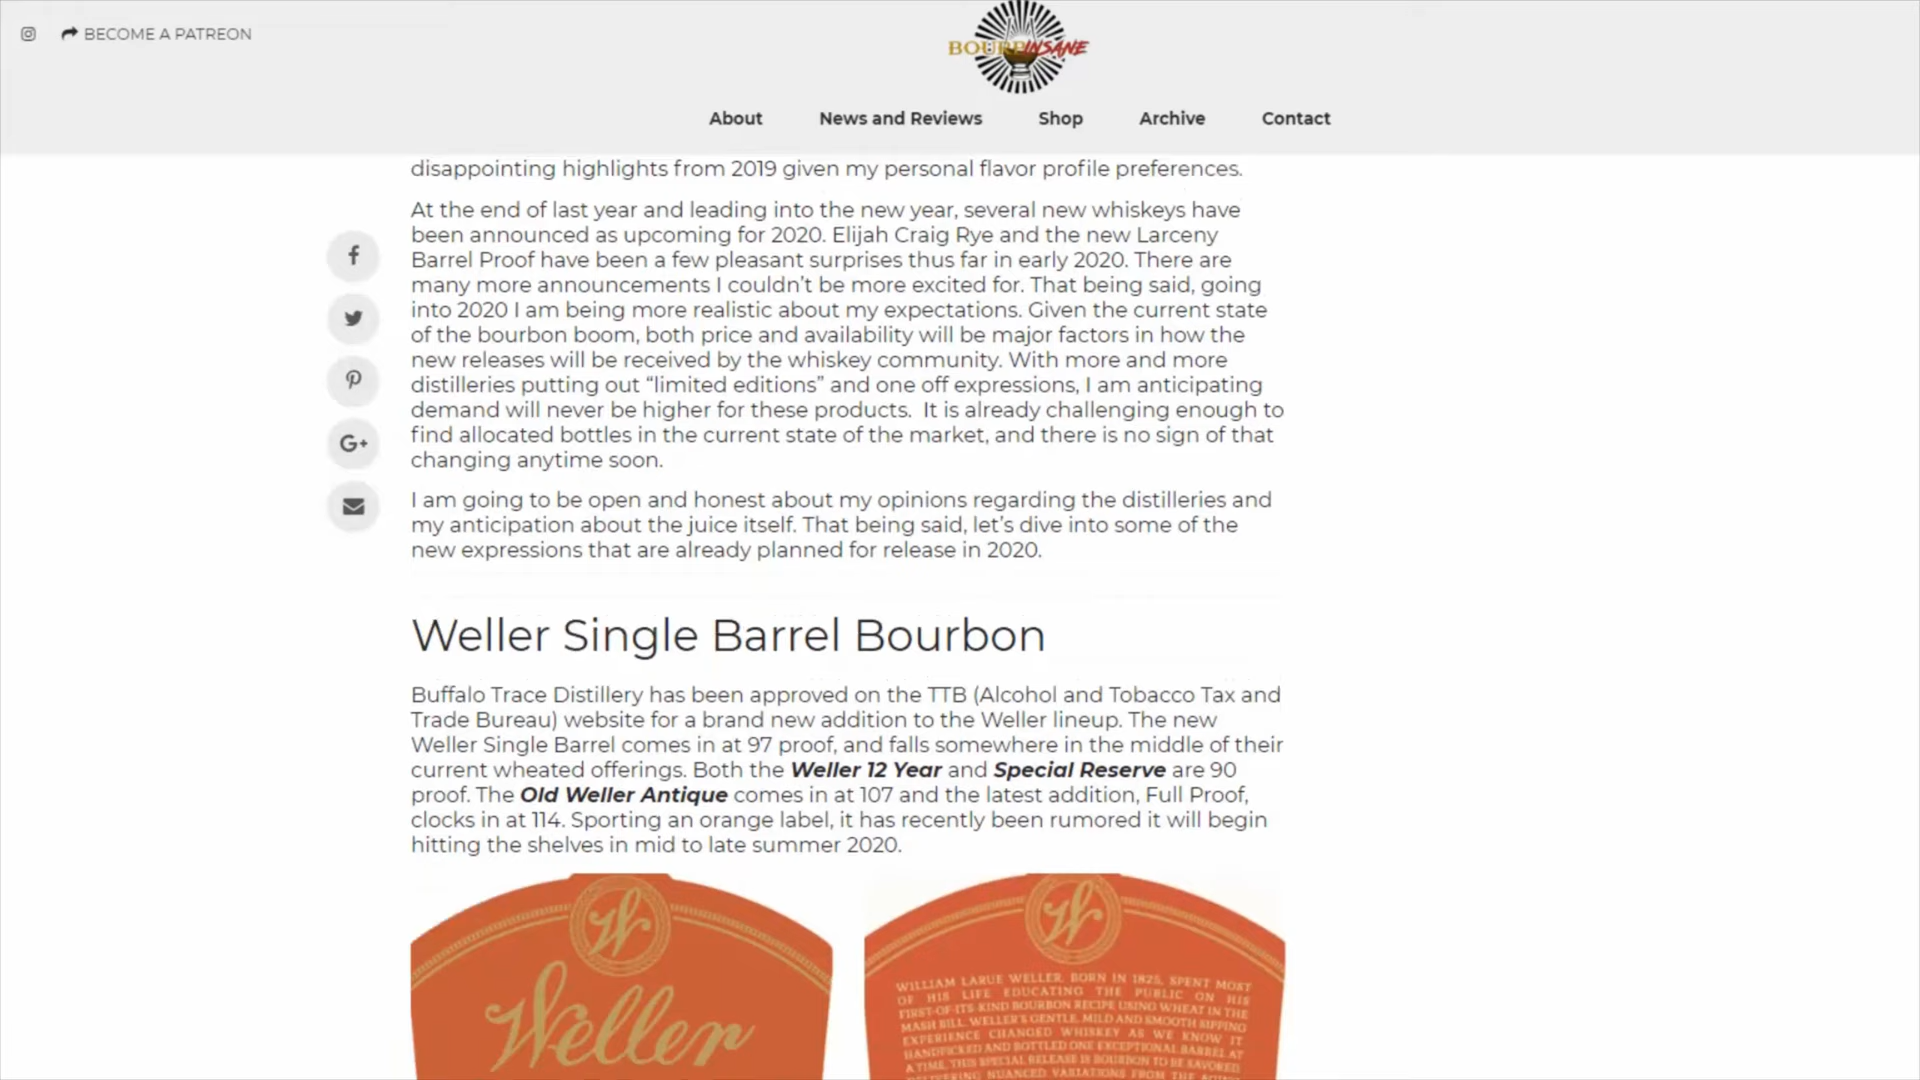 BECOME A PATREON
BOURBINSANE
About News and Reviews Shop Archive Contact
disappointing highlights from 2019 given my personal flavor profile preferences.
At the end of last year and leading into the new year, several new whiskeys have
been announced as upcoming for 2020. Elijah Craig Rye and the new Larceny
Barrel Proof have been a few pleasant surprises thus far in early 2020. There are
many more announcements I couldn’t be more excited for. That being said, going
into 2020 I am being more realistic about my expectations. Given the current state
of the bourbon boom, both price and availability will be major factors in how the
new releases will be received by the whiskey community. With more and more
distilleries putting out “limited editions” and one off expressions, I am anticipating
demand will never be higher for these products. It is already challenging enough to
find allocated bottles in the current state of the market, and there is no sign of that
changing anytime soon.
I am going to be open and honest about my opinions regarding the distilleries and
my anticipation about the juice itself. That being said, let’s dive into some of the
new expressions that are already planned for release in 2020.
Weller Single Barrel Bourbon
Buffalo Trace Distillery has been approved on the TTB (Alcohol and Tobacco Tax and
Trade Bureau) website for a brand new addition to the Weller lineup. The new
Weller Single Barrel comes in at 97 proof, and falls somewhere in the middle of their
current wheated offerings. Both the Weller 12 Year and Special Reserve are 90
proof. The Old Weller Antique comes in at 107 and the latest addition, Full Proof,
clocks in at 114. Sporting an orange label, it has recently been rumored it will begin
hitting the shelves in mid to late summer 2020.
W
Weller
W
WILLIAM LARUE WELLER, BORN IN 1825, SPENT MOST
OF HIS LIFE EDUCATING THE PUBLIC ON HIS
FIRST-OF-ITS-KIND BOURBON RECIPE USING WHEAT IN THE
MASH BILL. WELLER'S GENTLE, MILD AND SMOOTH SIPPING
EXPERIENCE CHANGED WHISKEY AS WE KNOW IT.
HANDPICKED AND BOTTLED ONE EXCEPTIONAL BARREL AT
A TIME, THIS SPECIAL RELEASE IS BOURBON TO BE SAVORED
DELIVERING NUANCED VARIATIONS FROM THE